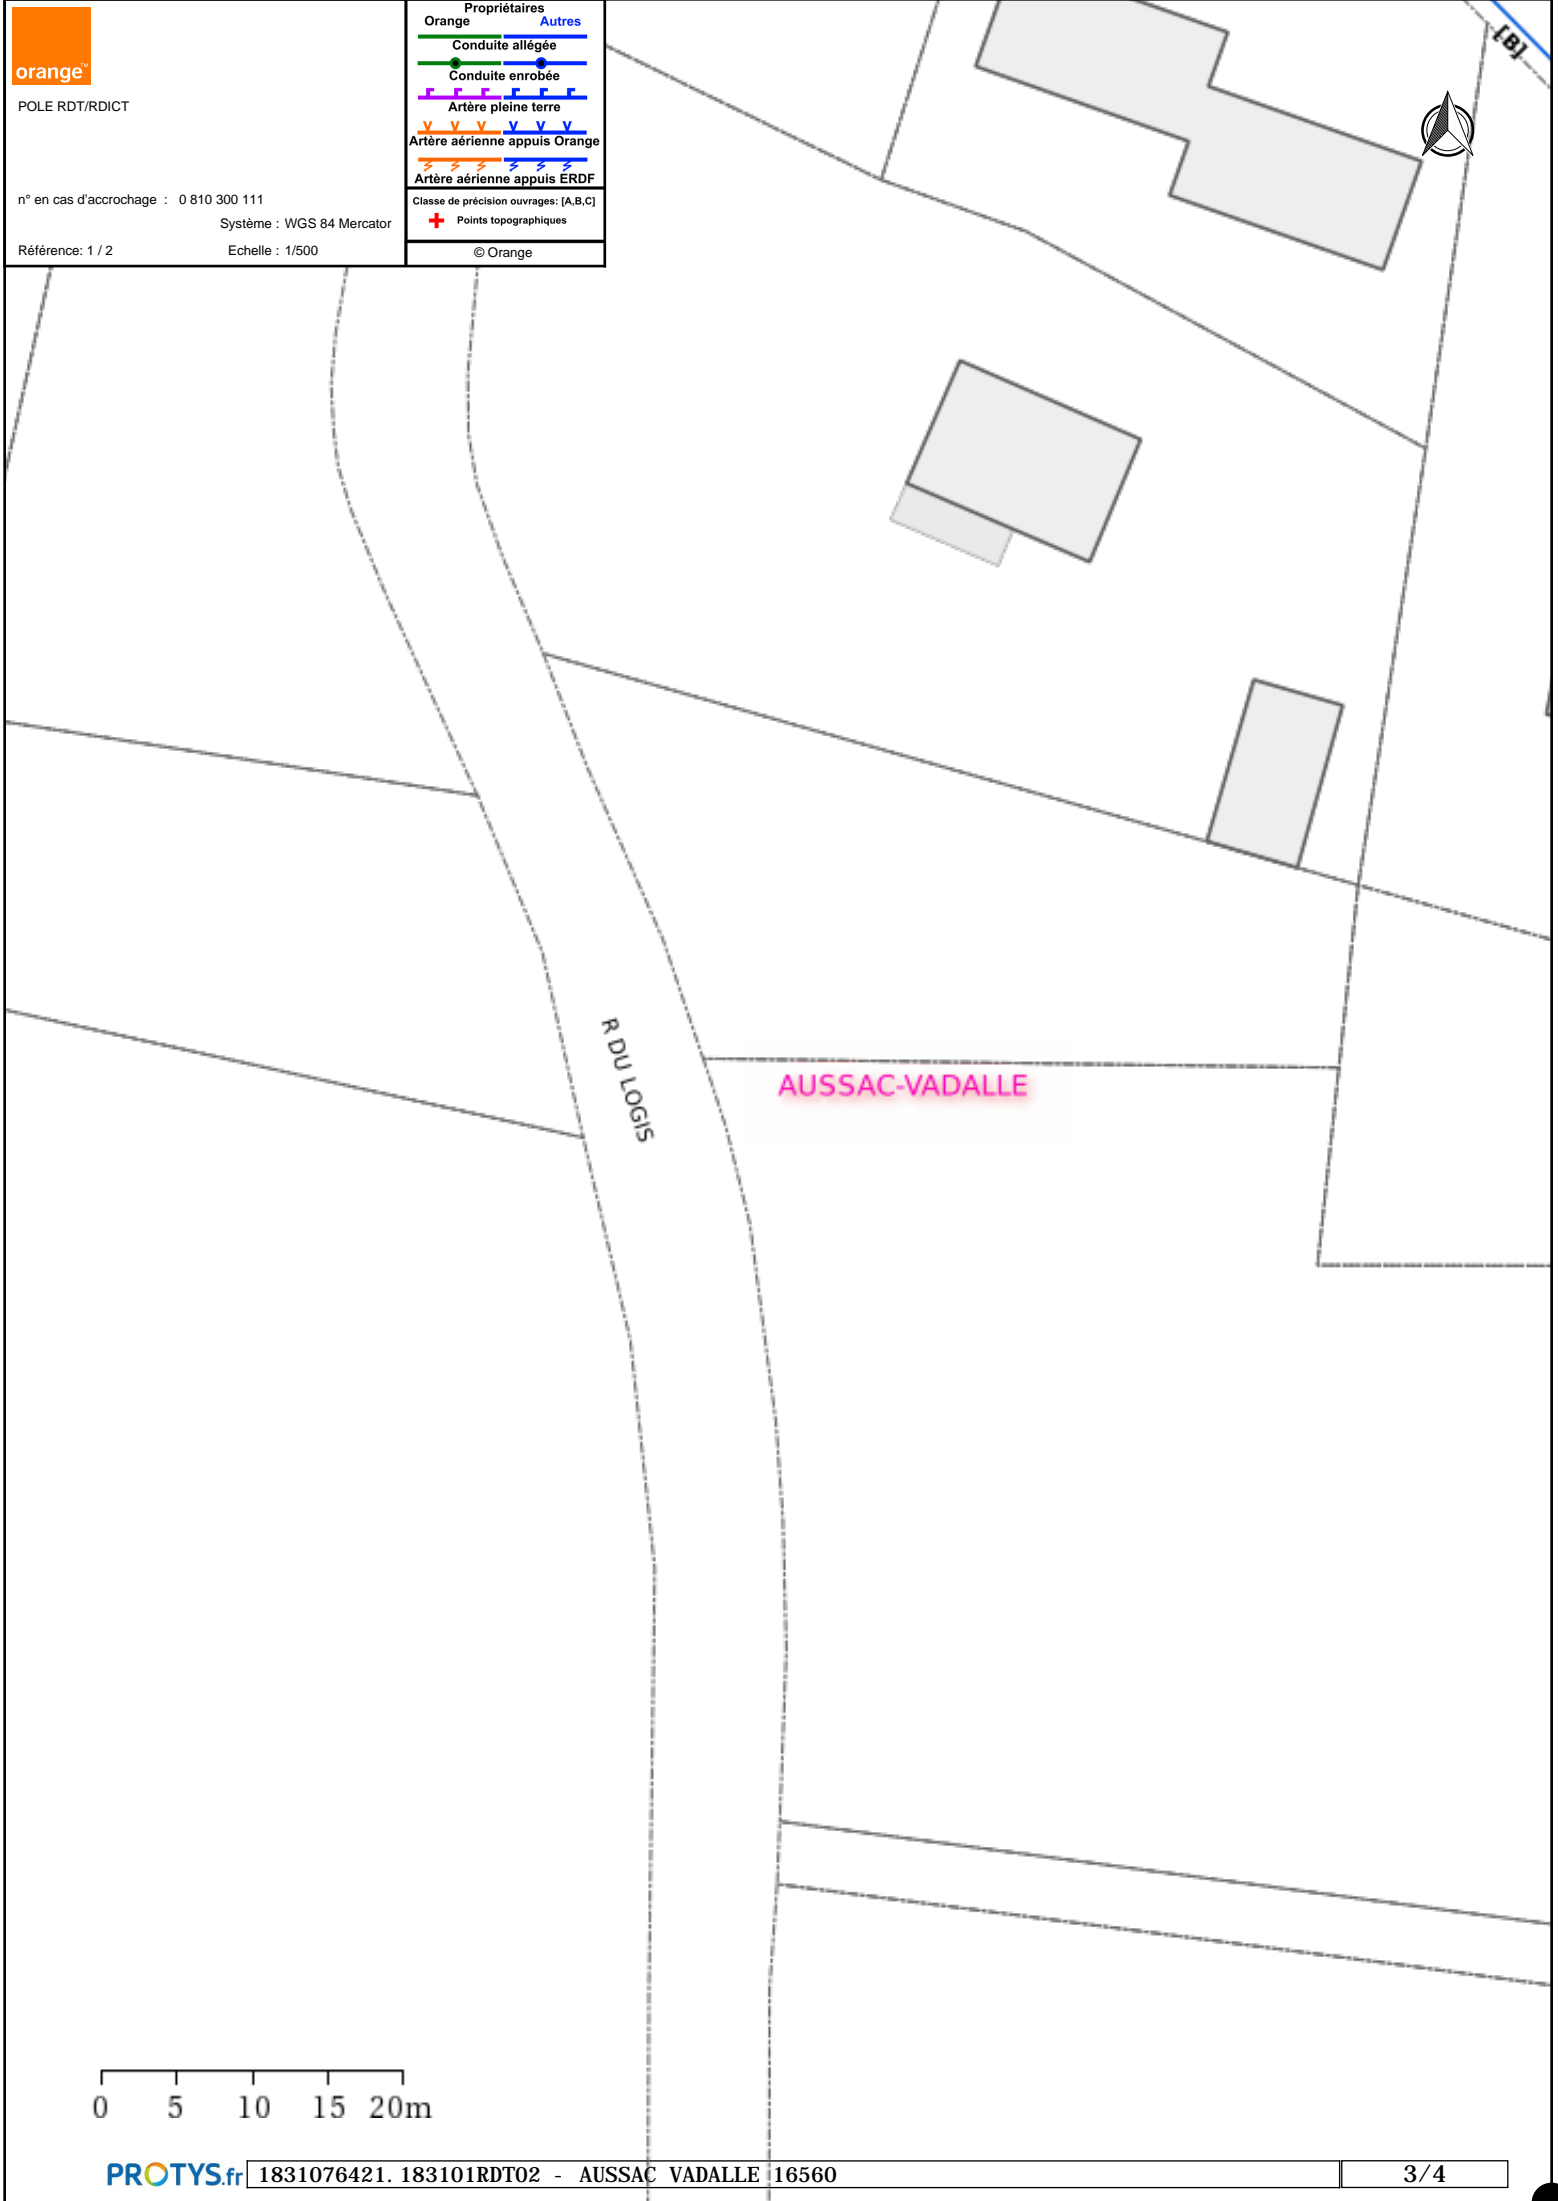 orange™
POLE RDT/RDICT
n° en cas d'accrochage : 0 810 300 111
Système : WGS 84 Mercator
Référence: 1 / 2 Echelle : 1/500
Propriétaires
Orange Autres
Conduite allégée
Conduite enrobée
Artère pleine terre
Artère aérienne appuis Orange
Artère aérienne appuis ERDF
Classe de précision ouvrages: [A,B,C]
Points topographiques
© Orange
[B]
R DU LOGIS
AUSSAC-VADALLE
0 5 10 15 20m
PROTYS.fr 1831076421.183101RDT02 - AUSSAC VADALLE 16560 3/4